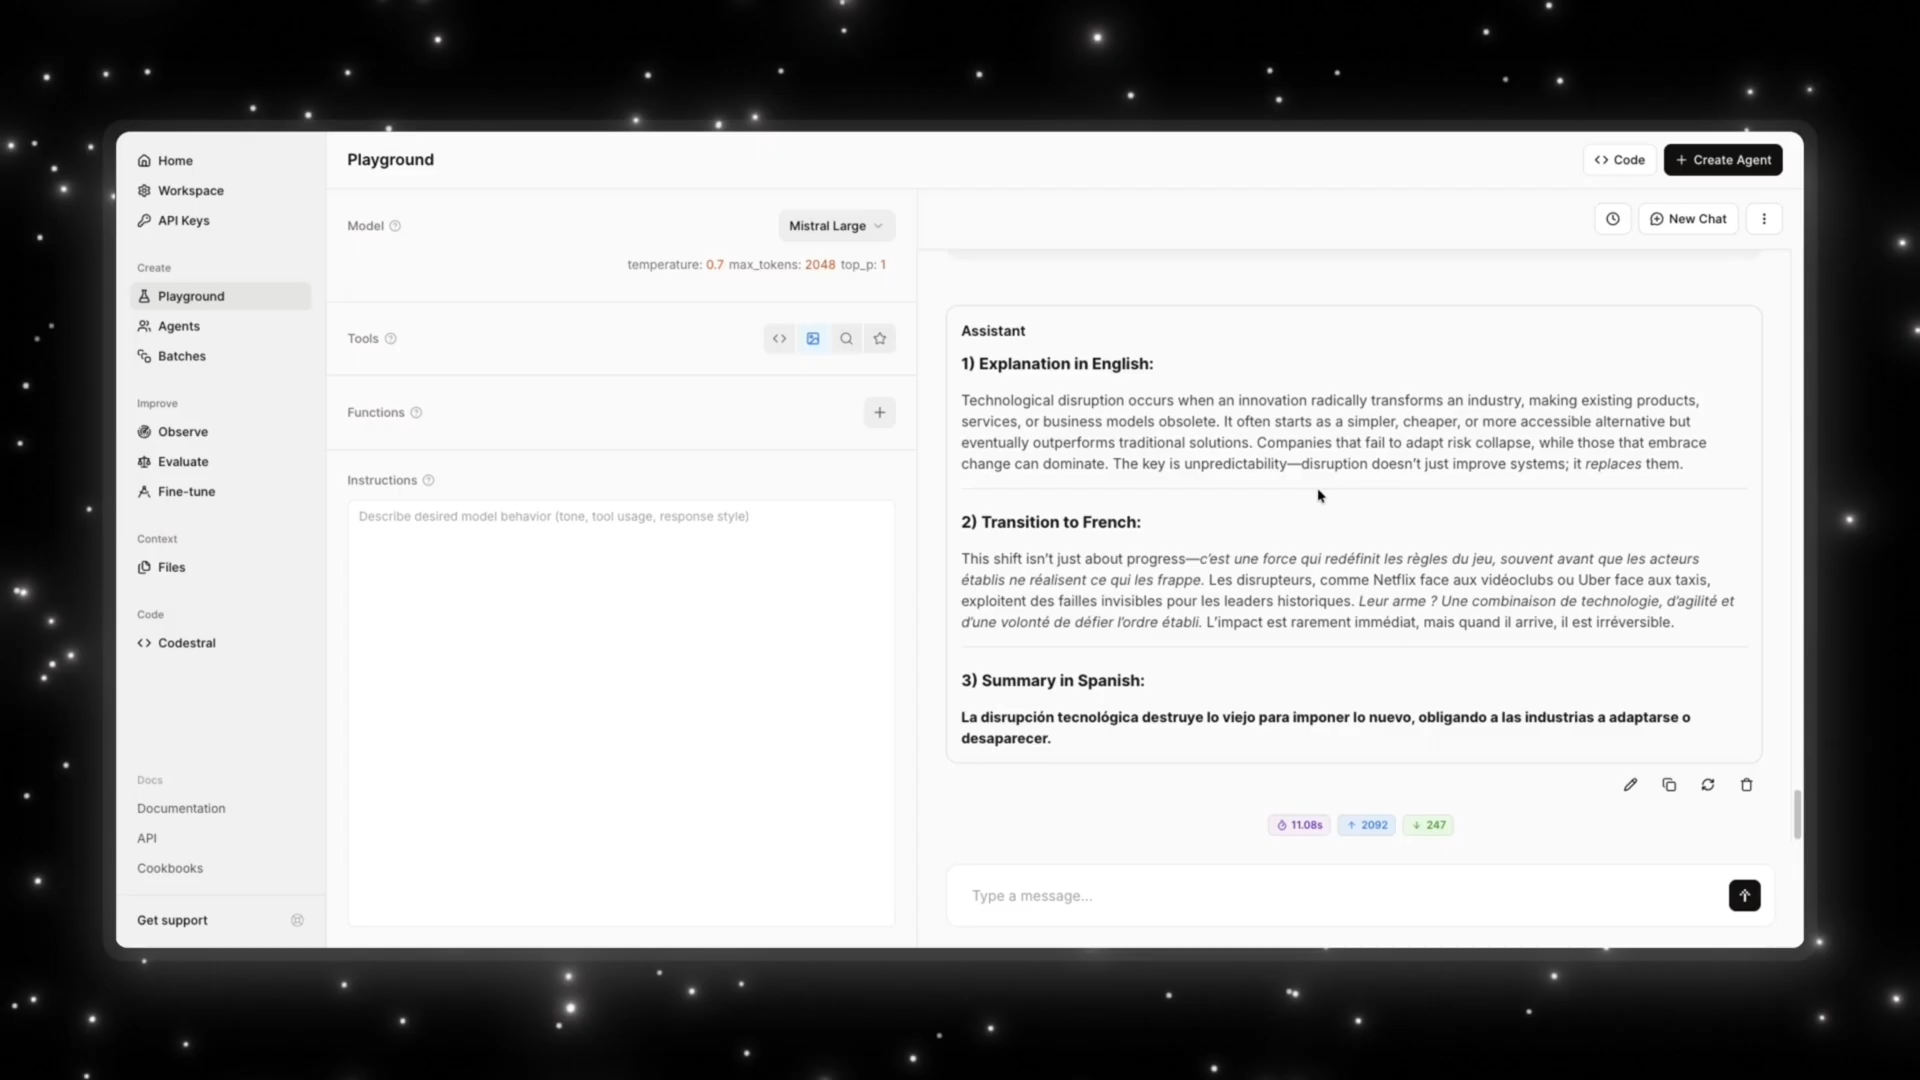 Home
Workspace
API Keys
Create
Playground
Agents
Batches
Improve
Observe
Evaluate
Fine-tune
Context
Files
Code
Codestral
Docs
Documentation
API
Cookbooks
Get support
Playground
Code
Create Agent
Model
Mistral Large
temperature: 0.7 max_tokens: 2048 top_p: 1
Tools
Functions
Instructions
Describe desired model behavior (tone, tool usage, response style)
New Chat
Assistant
1) Explanation in English:
Technological disruption occurs when an innovation radically transforms an industry, making existing products,
services, or business models obsolete. It often starts as a simpler, cheaper, or more accessible alternative but
eventually outperforms traditional solutions. Companies that fail to adapt risk collapse, while those that embrace
change can dominate. The key is unpredictability—disruption doesn't just improve systems; it replaces them.
2) Transition to French:
This shift isn't just about progress—c'est une force qui redéfinit les règles du jeu, souvent avant que les acteurs
établis ne réalisent ce qui les frappe. Les disrupteurs, comme Netflix face aux vidéoclubs ou Uber face aux taxis,
exploitent des failles invisibles pour les leaders historiques. Leur arme ? Une combinaison de technologie, d'agilité et
d'une volonté de défier l'ordre établi. L'impact est rarement immédiat, mais quand il arrive, il est irréversible.
3) Summary in Spanish:
La disrupción tecnológica destruye lo viejo para imponer lo nuevo, obligando a las industrias a adaptarse o
desaparecer.
11.08s ↑ 2092 ↓ 247
Type a message...